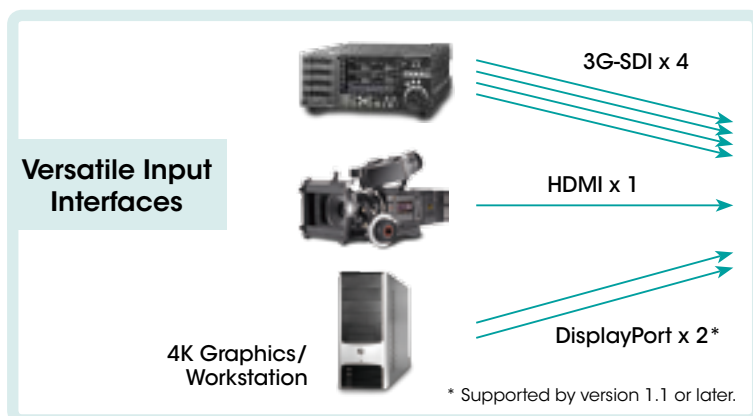 3G-SDI x 4
Versatile Input
Interfaces
HDMI x 1
4K Graphics/
Workstation
DisplayPort x 2*
* Supported by version 1.1 or later.